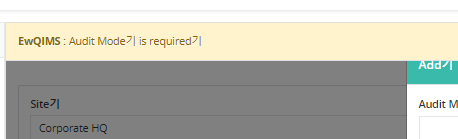 EwQIMS : Audit Mode기 is required기
Add기
Site기
Audit M
Corporate HQ